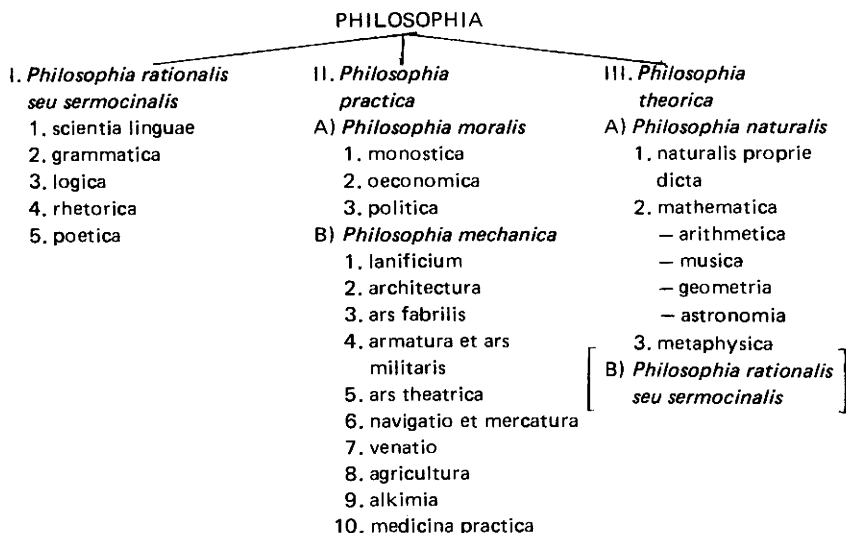 PHILOSOPHIA
I. Philosophia rationalis
seu sermocinalis
1. scientia linguae
2. grammatica
3. logica
4. rhetorica
5. poetica
II. Philosophia
practica
A) Philosophia moralis
1. monostica
2. oeconomica
3. politica
B) Philosophia mechanica
1. lanificium
2. architectura
3. ars fabrilis
4. armatura et ars
militaris
5. ars theatrica
6. navigatio et mercatura
7. venatio
8. agricultura
9. alkimia
10. medicina practica
III. Philosophia
theorica
A) Philosophia naturalis
1. naturalis proprie
dicta
2. mathematica
— arithmetica
— musica
— geometria
— astronomia
3. metaphysica
[B) Philosophia rationalis
seu sermocinalis]